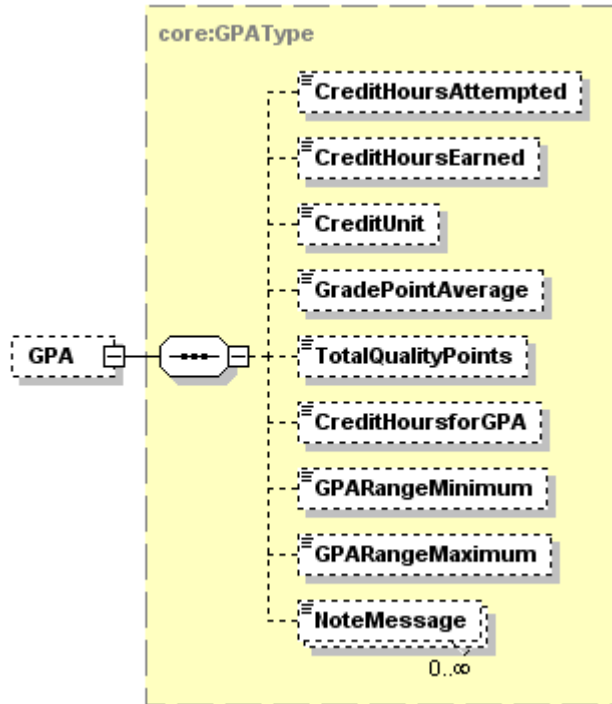 core:GPAType
CreditHoursAttempted
CreditHoursEarned
CreditUnit
GradePointAverage
GPA
TotalQualityPoints
CreditHoursforGPA
GPARangeMinimum
GPARangeMaximum
NoteMessage
0..∞